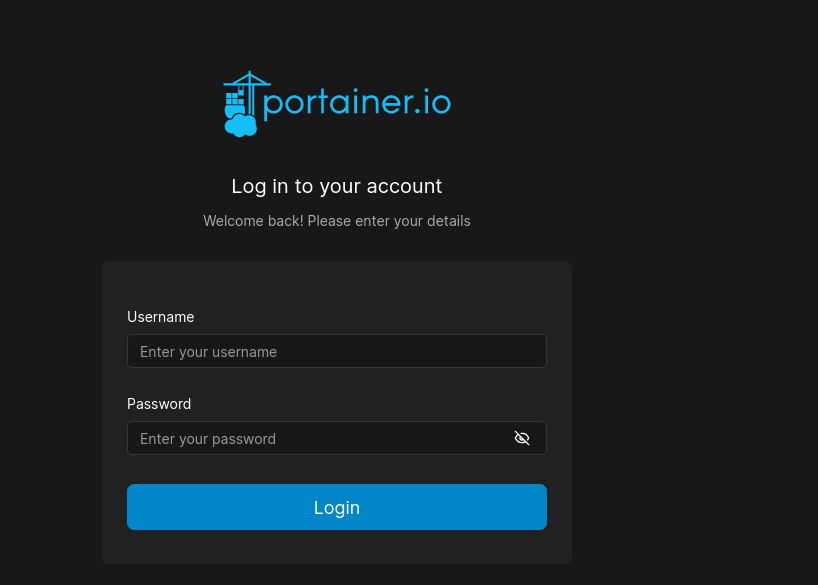 portainer.io
Log in to your account
Welcome back! Please enter your details
Username
Enter your username
Password
Enter your password
Login